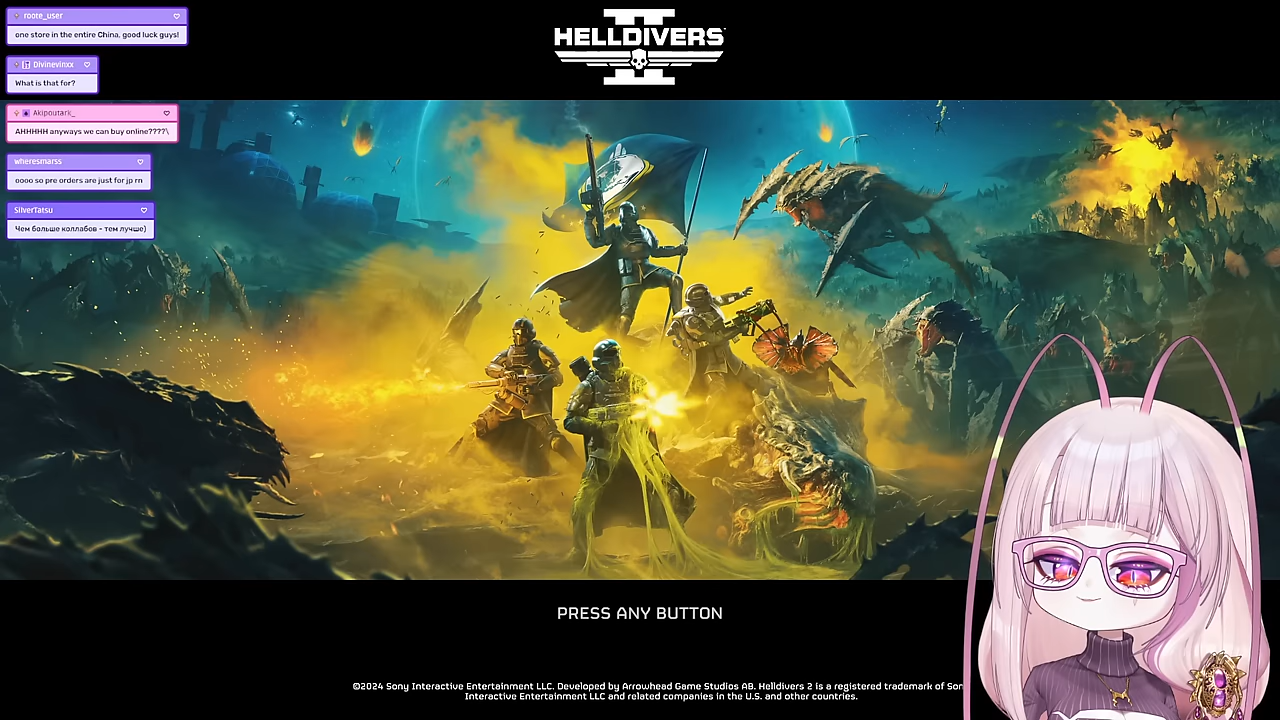 roote_user
one store in the entire China, good luck guys!
Divinevinxx
What is that for?
Akipoutark_
AHHHHH anyways we can buy online????\
wheresmarss
oooo so pre orders are just for jp rn
SilverTatsu
Чем больше коллабов - тем лучше)
II
HELLDIVERS
PRESS ANY BUTTON
©2024 Sony Interactive Entertainment LLC. Developed by Arrowhead Game Studios AB. Helldivers 2 is a registered trademark of Son
Interactive Entertainment LLC and related companies in the U.S. and other countries.